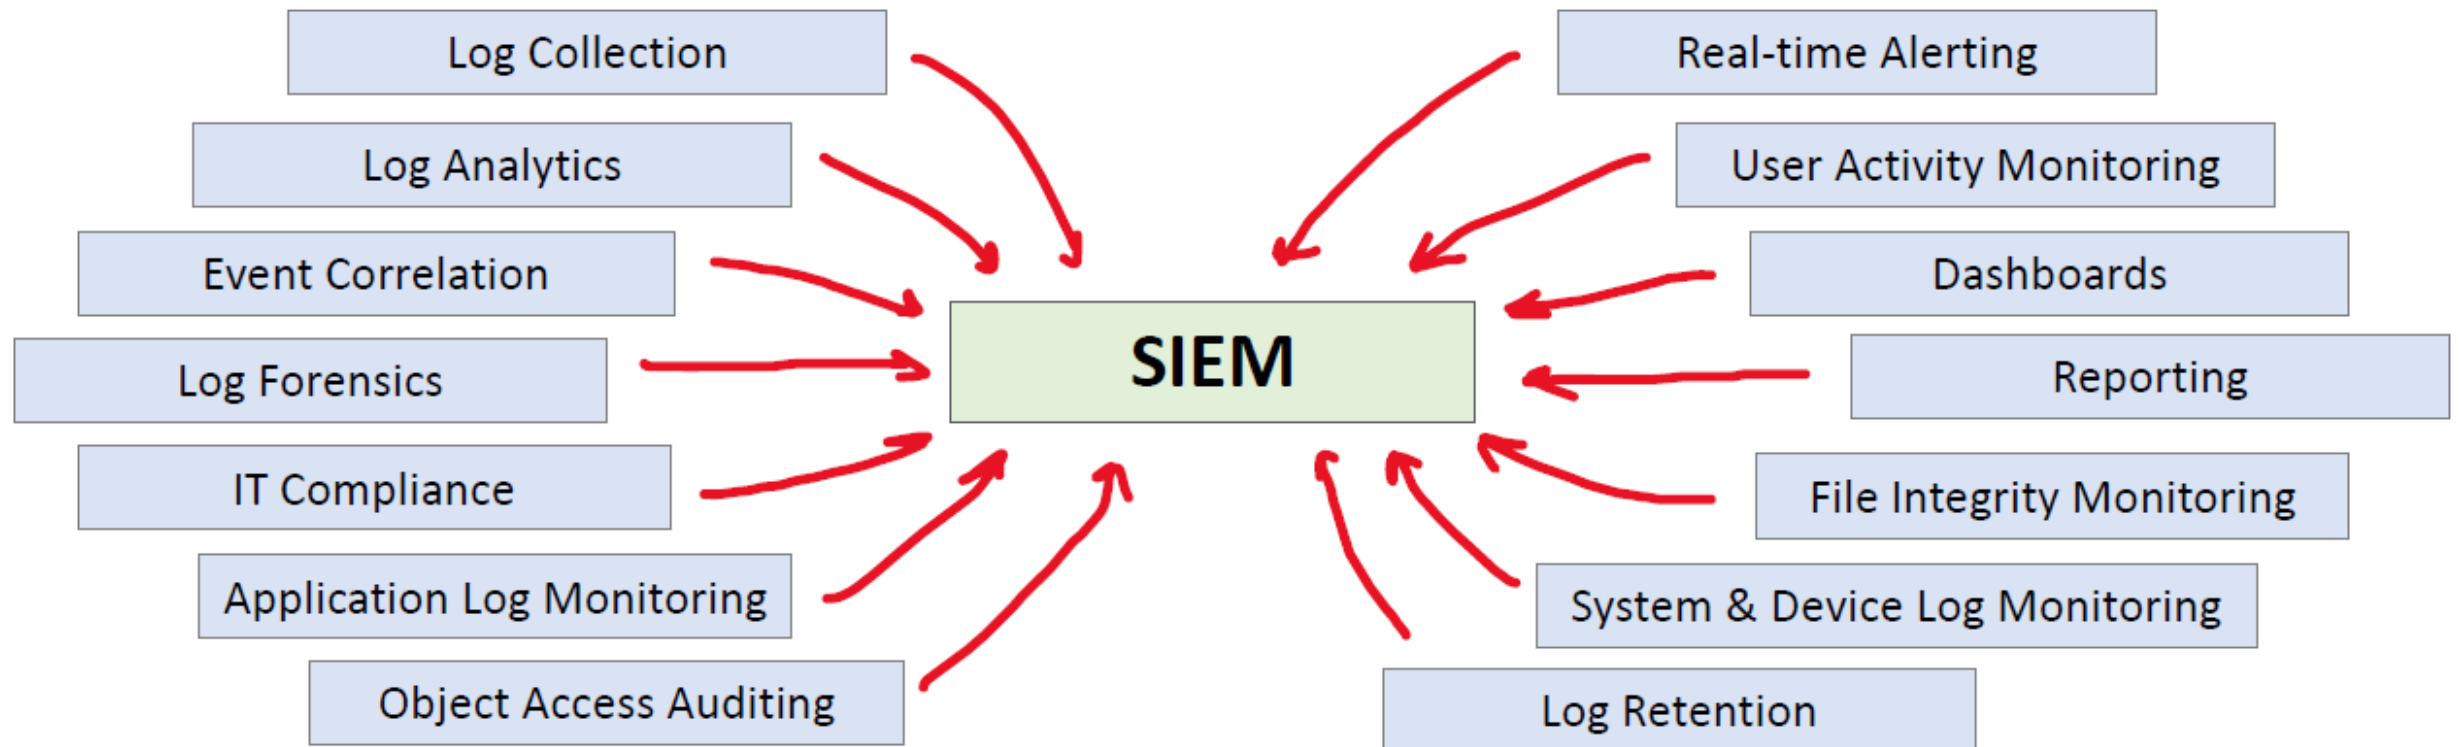 Log Collection
Log Analytics
Event Correlation
Log Forensics
IT Compliance
Application Log Monitoring
Object Access Auditing
SIEM
Real-time Alerting
User Activity Monitoring
Dashboards
Reporting
File Integrity Monitoring
System & Device Log Monitoring
Log Retention